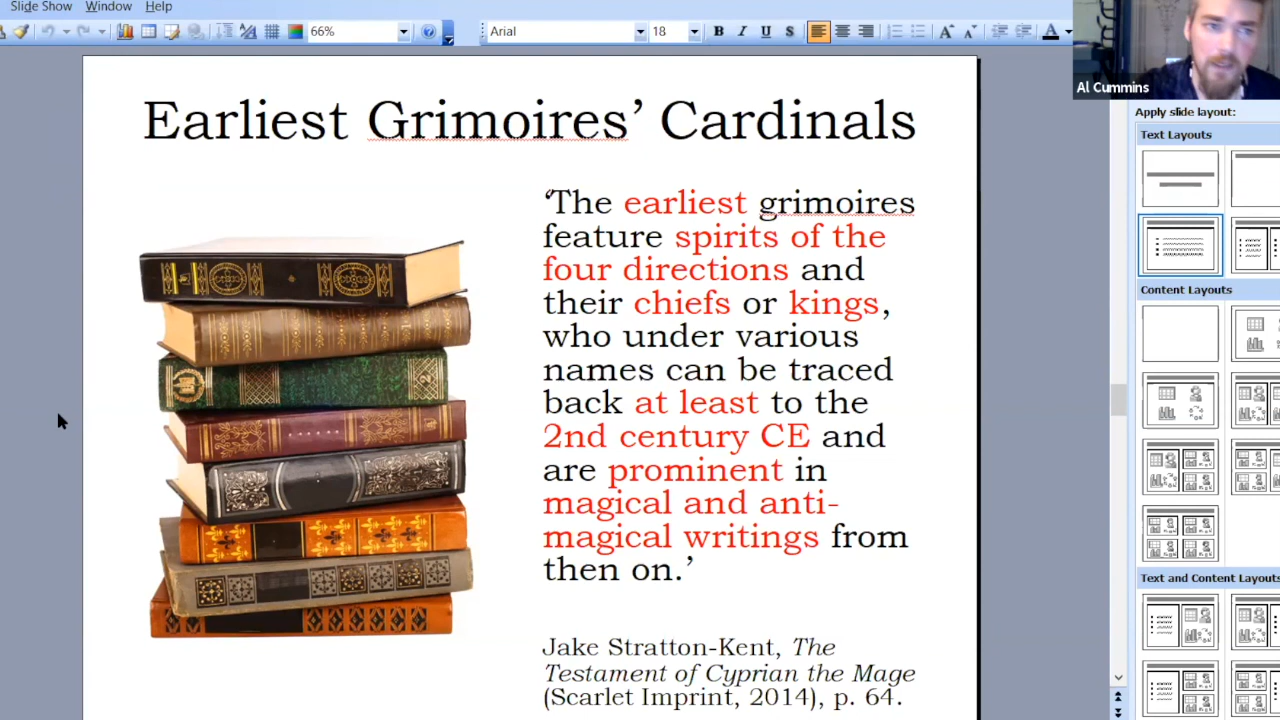 Slide Show Window Help
66%
Arial
18
B I U S
A A
A
Al Cummins
Apply slide layout:
Text Layouts
Content Layouts
Text and Content Layouts
Earliest Grimoires’ Cardinals
‘The earliest grimoires
feature spirits of the
four directions and
their chiefs or kings,
who under various
names can be traced
back at least to the
2nd century CE and
are prominent in
magical and anti-
magical writings from
then on.’
Jake Stratton-Kent, The
Testament of Cyprian the Mage
(Scarlet Imprint, 2014), p. 64.